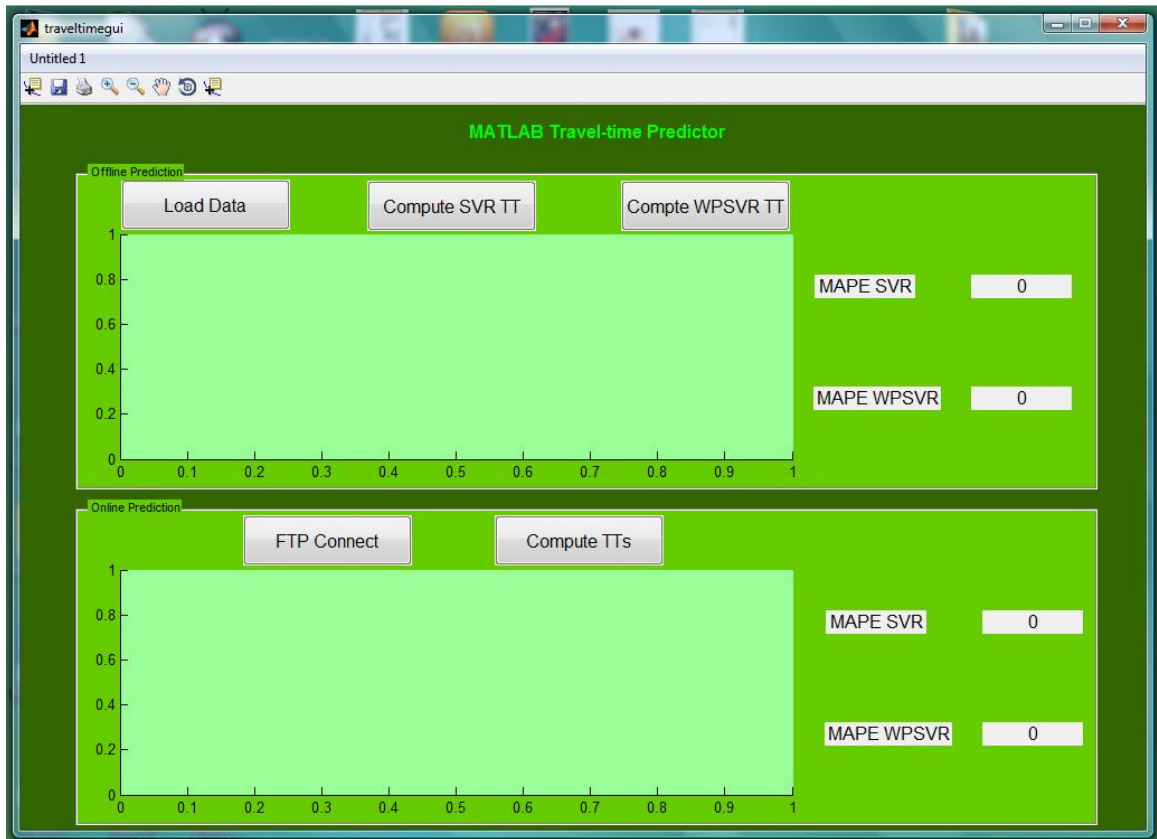 traveltimegui
Untitled 1
MATLAB Travel-time Predictor
Offline Prediction
Load Data
Compute SVR TT
Compte WPSVR TT
1
0.8
0.6
0.4
0.2
0
0 0.1 0.2 0.3 0.4 0.5 0.6 0.7 0.8 0.9 1
MAPE SVR 0
MAPE WPSVR 0
Online Prediction
FTP Connect
Compute TTs
1
0.8
0.6
0.4
0.2
0
0 0.1 0.2 0.3 0.4 0.5 0.6 0.7 0.8 0.9 1
MAPE SVR 0
MAPE WPSVR 0